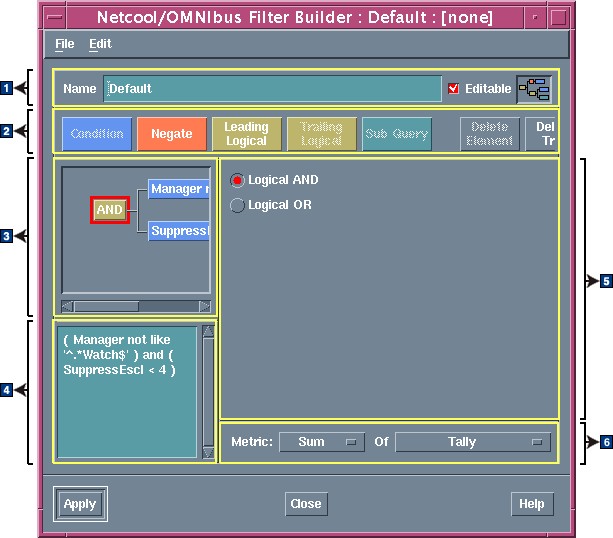 Netcool/OMNIbus Filter Builder : Default : [none]
File Edit
1
Name Default Editable
2
Condition Negate Leading Logical Trailing Logical Sub Query Delete Element Del Tr
3
AND
Manager n
Suppress
Logical AND
Logical OR
5
4
( Manager not like
'^.*Watch$' ) and (
SuppressEscl < 4 )
Metric: Sum Of Tally
6
Apply Close Help